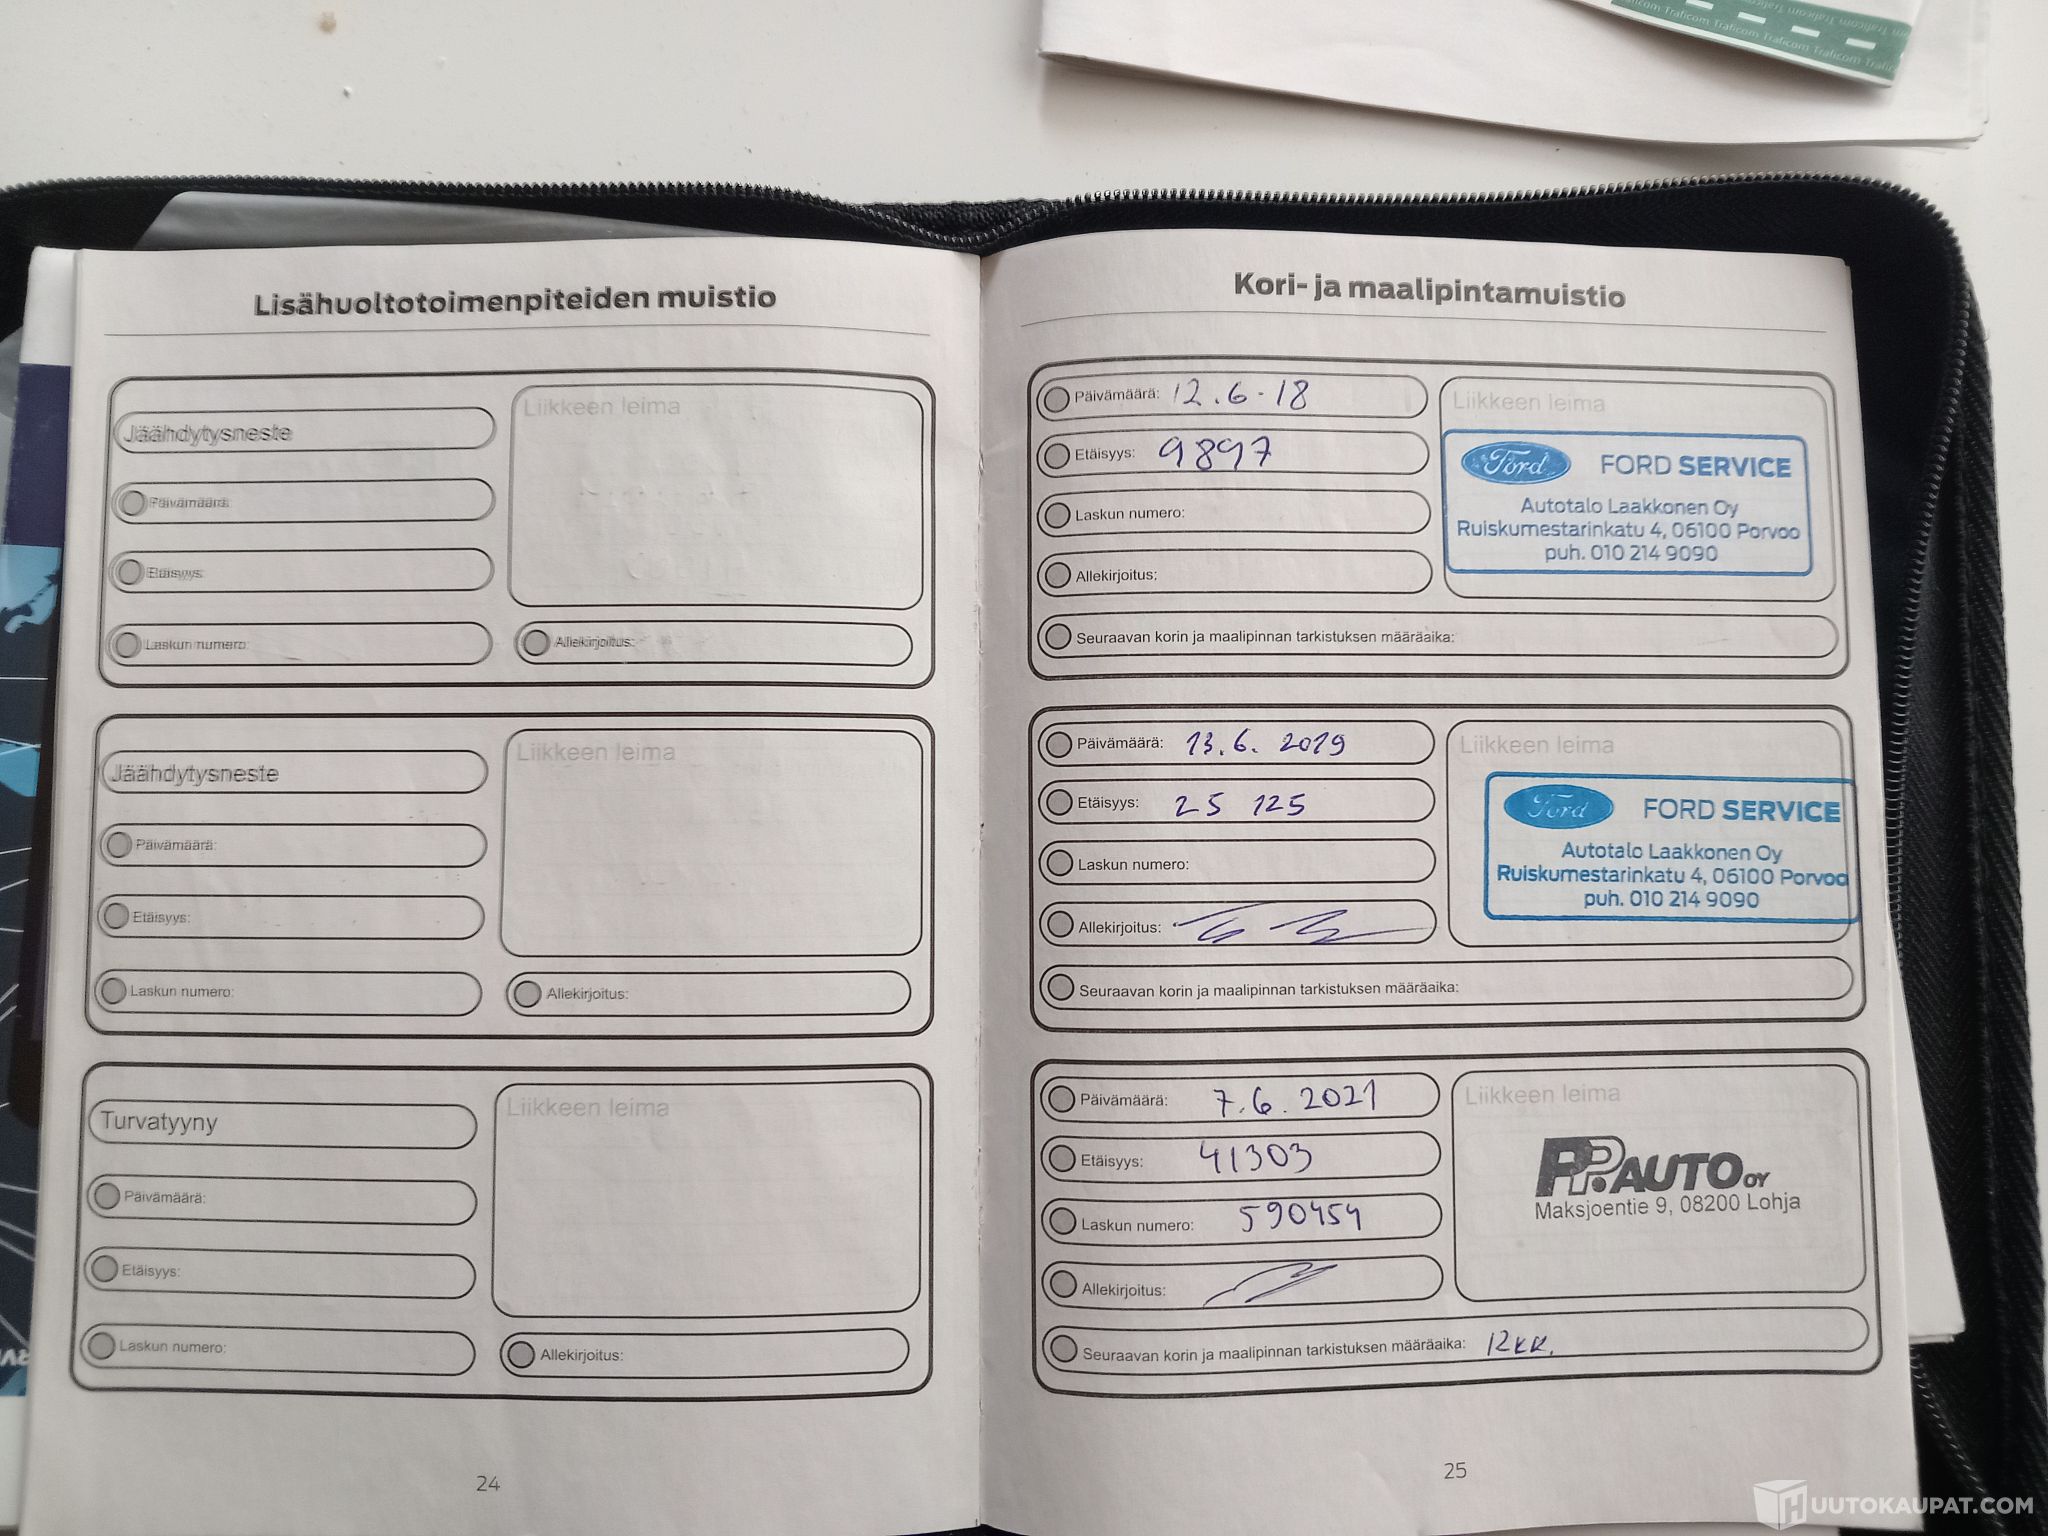 aficom Traficom Traficom Traficom Trafic
Lisähuoltotoimenpiteiden muistio
Jäähdytysneste
Liikkeen leima
Päivämäärä:
Etäisyys:
Laskun numero:
Allekirjoitus:
Jäähdytysneste
Liikkeen leima
Päivämäärä:
Etäisyys:
Laskun numero:
Allekirjoitus:
Turvatyyny
Liikkeen leima
Päivämäärä:
Etäisyys:
Laskun numero:
Allekirjoitus:
24
Kori- ja maalipintamuistio
Päivämäärä: 12.6.18
Etäisyys: 9897
Laskun numero:
Allekirjoitus:
Liikkeen leima
Ford FORD SERVICE
Autotalo Laakkonen Oy
Ruiskumestarinkatu 4, 06100 Porvoo
puh. 010 214 9090
Seuraavan korin ja maalipinnan tarkistuksen määräaika:
Päivämäärä: 13.6. 2019
Etäisyys: 25 125
Laskun numero:
Allekirjoitus:
Liikkeen leima
Ford FORD SERVICE
Autotalo Laakkonen Oy
Ruiskumestarinkatu 4, 06100 Porvoo
puh. 010 214 9090
Seuraavan korin ja maalipinnan tarkistuksen määräaika:
Päivämäärä: 7.6. 2021
Etäisyys: 41303
Laskun numero: 590454
Allekirjoitus:
Liikkeen leima
PP.AUTO OY
Maksjoentie 9, 08200 Lohja
Seuraavan korin ja maalipinnan tarkistuksen määräaika: 12kk.
25
HUUTOKAUPAT.COM